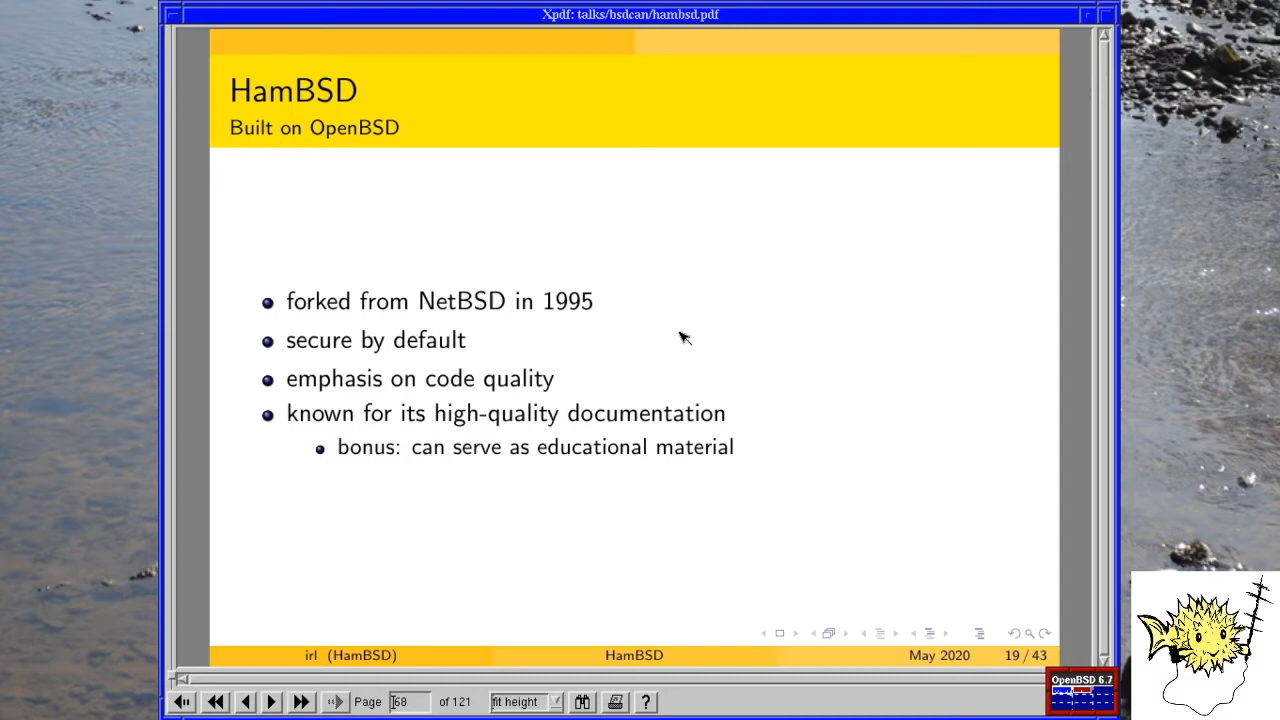 Xpdf: talks/bsdcan/hambsd.pdf
HamBSD
Built on OpenBSD
forked from NetBSD in 1995
secure by default
emphasis on code quality
known for its high-quality documentation
bonus: can serve as educational material
irl (HamBSD) HamBSD May 2020 19 / 43
OpenBSD 6.7
Page 68 of 121 fit height ?